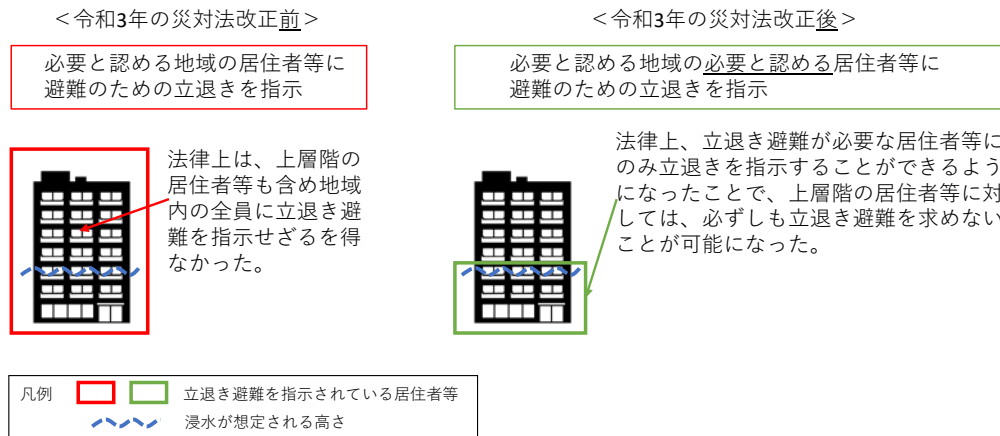 ＜令和3年の災対法改正前＞
必要と認める地域の居住者等に
避難のための立退きを指示
法律上は、上層階の
居住者等も含め地域
内の全員に立退き避
難を指示せざるを得
なかった。
＜令和3年の災対法改正後＞
必要と認める地域の必要と認める居住者等に
避難のための立退きを指示
法律上、立退き避難が必要な居住者等に
のみ立退きを指示することができるよう
になったことで、上層階の居住者等に対
しては、必ずしも立退き避難を求めない
ことが可能になった。
凡例 立退き避難を指示されている居住者等
浸水が想定される高さ